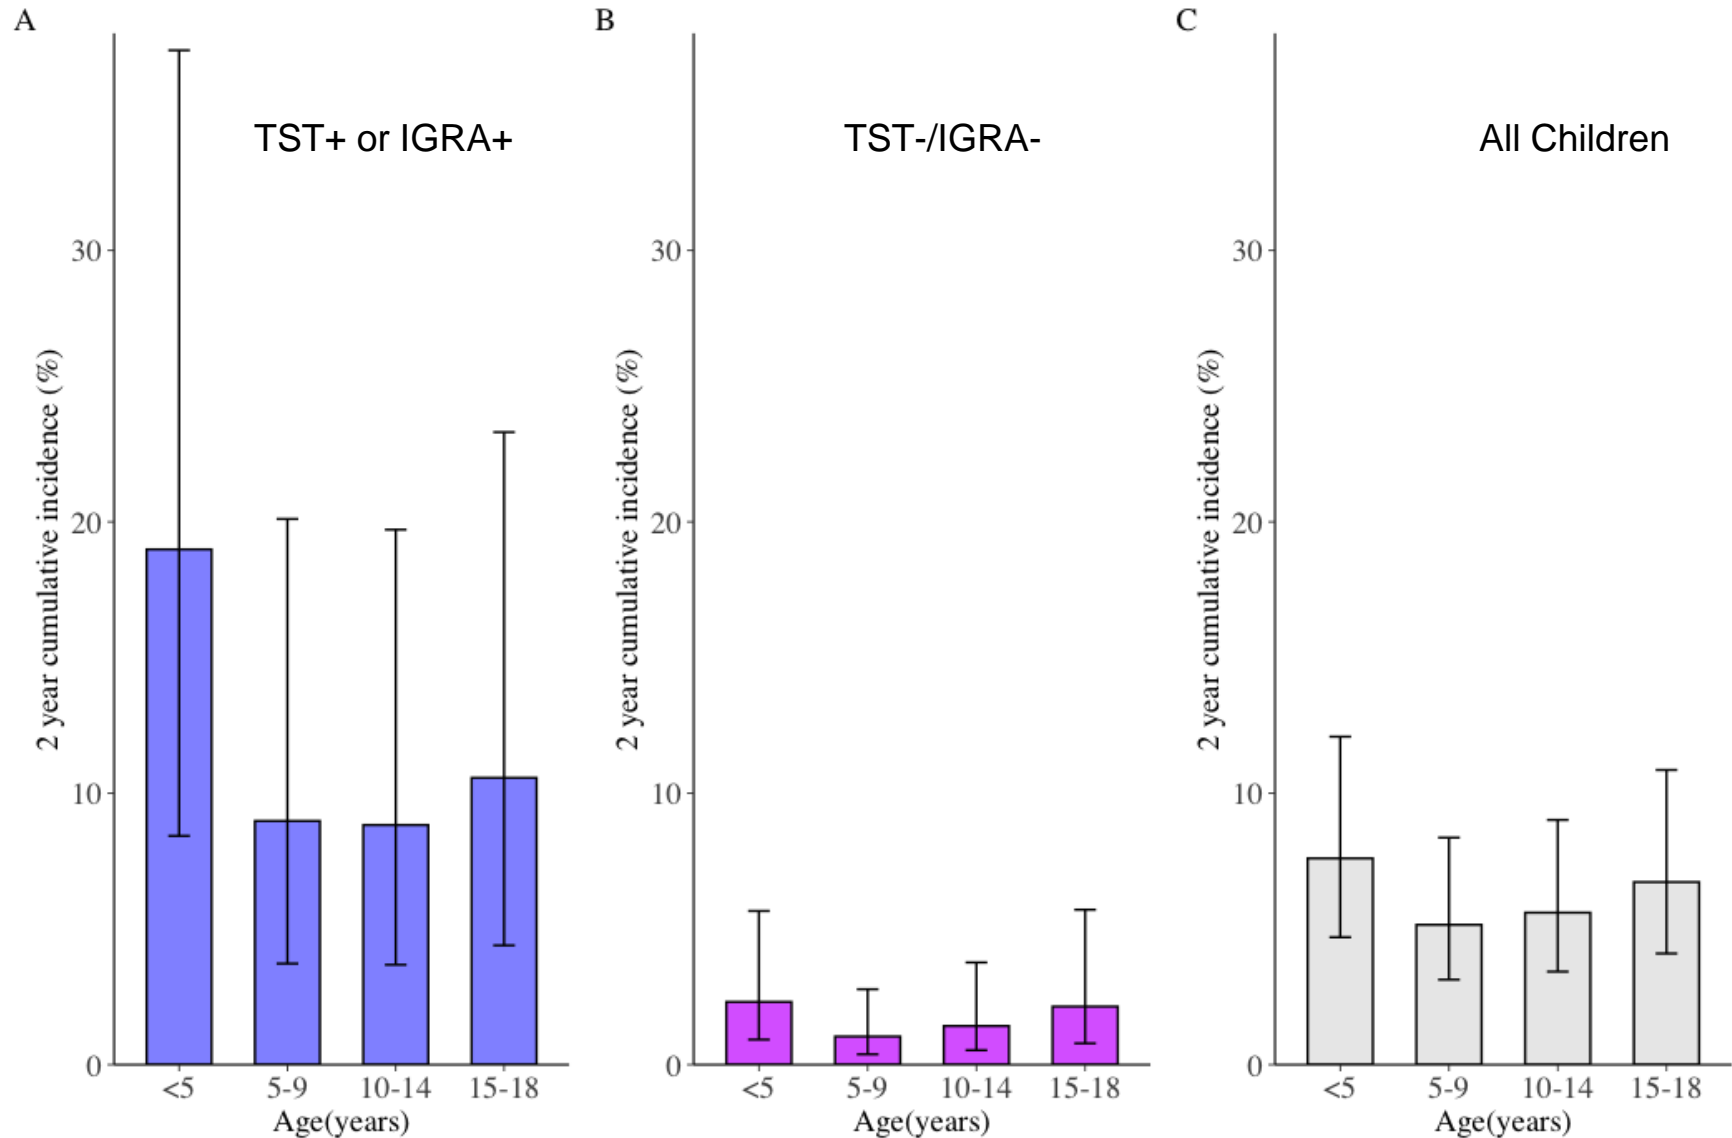 A
TST+ or IGRA+
2 year cumulative incidence (%)
30
20
10
0
<5 5-9 10-14 15-18
Age(years)
B
TST-/IGRA-
2 year cumulative incidence (%)
30
20
10
0
<5 5-9 10-14 15-18
Age(years)
C
All Children
2 year cumulative incidence (%)
30
20
10
0
<5 5-9 10-14 15-18
Age(years)